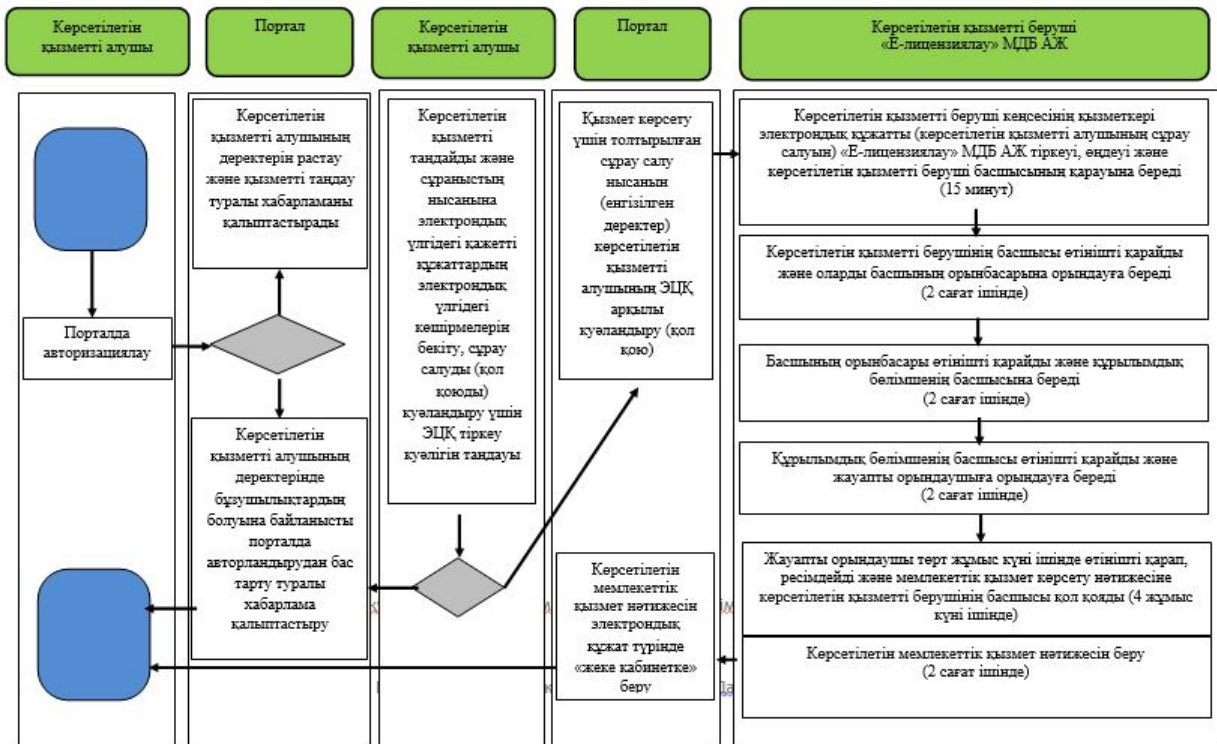 Көрсетілетін
қызметті алушы
Портал
Көрсетілетін
қызметті алушы
Портал
Көрсетілетін қызметті беруші
«Е-лицензиялау» МДБ АЖ
Порталда
авторизациялау
Көрсетілетін
қызметті алушының
деректерін растау
және қызметті таңдау
туралы хабарламаны
қалыптастырады
Көрсетілетін
қызметті алушының
деректерінде
бұзушылықтардың
болуына байланысты
порталда
авторландырудан бас
тарту туралы
хабарлама
қалыптастыру
Көрсетілетін
қызметті
таңдайды және
сұраныстың
нысанына
электрондық
үлгідегі қажетті
құжаттардың
электрондық
үлгідегі
көшірмелерін
бекіту, сұрау
салуды (қол
қоюды)
куәландыру үшін
ЭЦҚ тіркеу
куәлігін таңдауы
Қызмет көрсету
үшін толтырылған
сұрау салу
нысанын
(енгізілген
деректер)
көрсетілетін
қызметті
алушының ЭЦҚ
арқылы
куәландыру (қол
қою)
Көрсетілетін
мемлекеттік
қызмет нәтижесін
электрондық
құжат түрінде
«жеке кабинетке»
беру
Көрсетілетін қызметті беруші кеңсесінің қызметкері
электрондық құжатты (көрсетілетін қызметті алушының сұрау
салуын) «Е-лицензиялау» МДБ АЖ тіркеуі, өңдеуі және
көрсетілетін қызметті беруші басшысының қарауына береді
(15 минут)
Көрсетілетін қызметті берушінің басшысы өтінішті қарайды
және оларды басшының орынбасарына орындауға береді
(2 сағат ішінде)
Басшының орынбасары өтінішті қарайды және құрылымдық
бөлімшенің басшысына береді
(2 сағат ішінде)
Құрылымдық бөлімшенің басшысы өтінішті қарайды және
жауапты орындаушыға орындауға береді
(2 сағат ішінде)
Жауапты орындаушы төрт жұмыс күні ішінде өтінішті қарап,
ресімдейді және мемлекеттік қызмет көрсету нәтижесіне
көрсетілетін қызметті берушінің басшысы қол қояды (4 жұмыс
күні ішінде)
Көрсетілетін мемлекеттік қызмет нәтижесін беру
(2 сағат ішінде)